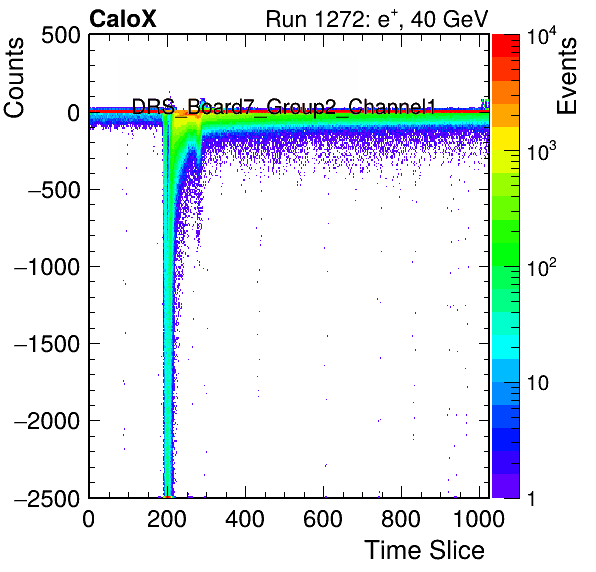 CaloX Run 1272: e⁺, 40 GeV
Counts
Events
DRS_Board7_Group2_Channel1
500
0
−500
−1000
−1500
−2000
−2500
0 200 400 600 800 1000
Time Slice
10⁴
10³
10²
10
1